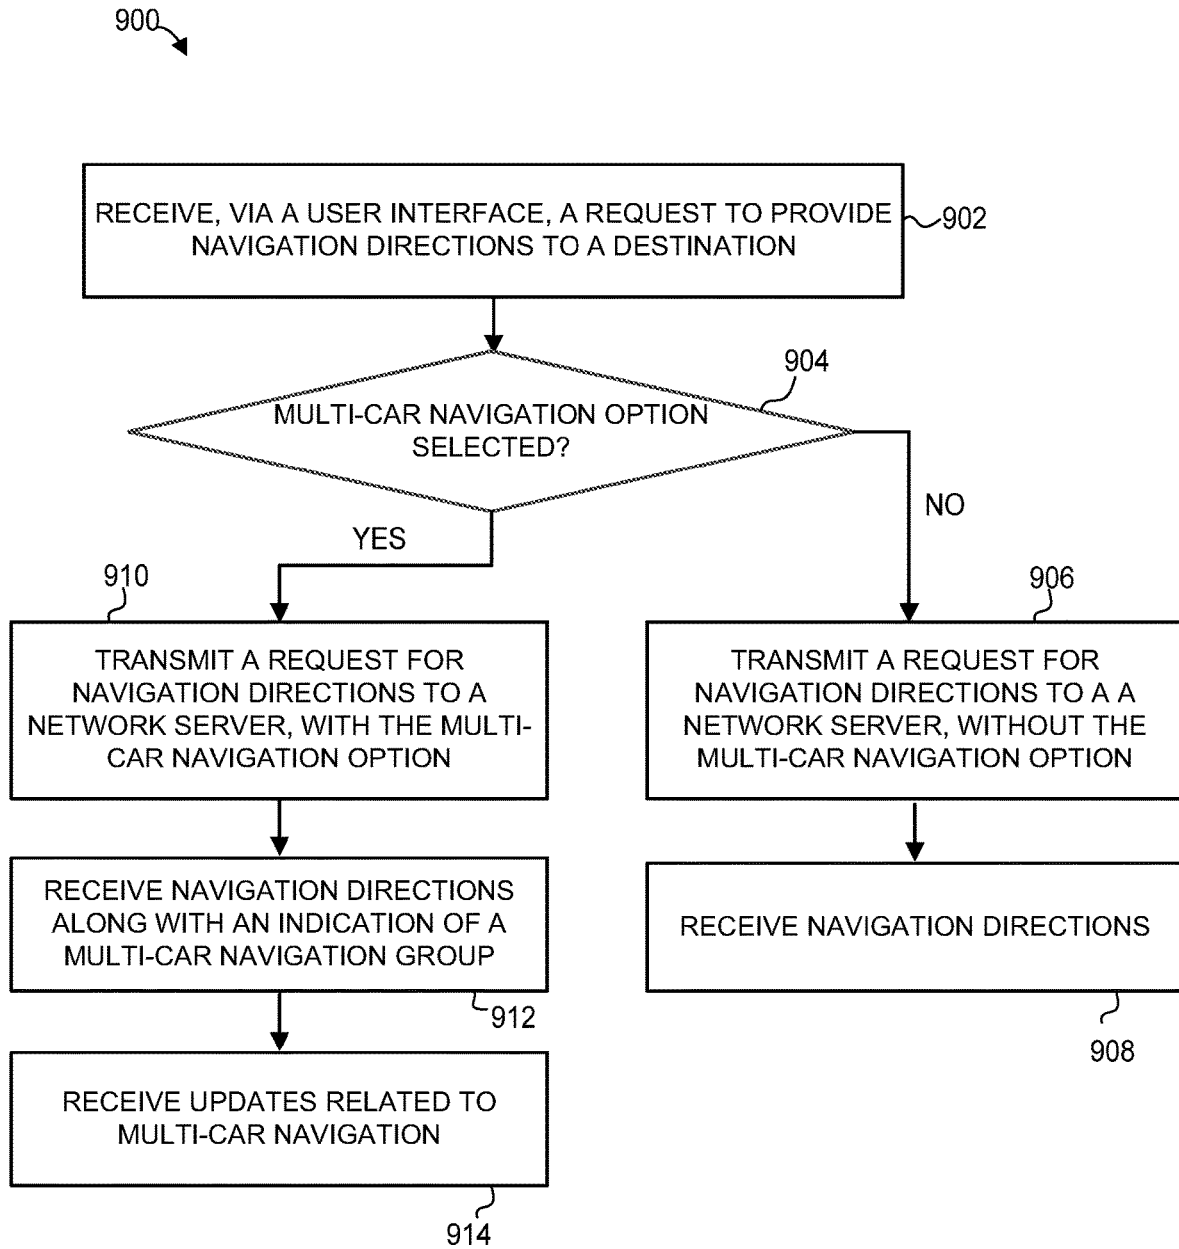 900
RECEIVE, VIA A USER INTERFACE, A REQUEST TO PROVIDE
NAVIGATION DIRECTIONS TO A DESTINATION
902
904
MULTI-CAR NAVIGATION OPTION
SELECTED?
NO
YES
910
906
TRANSMIT A REQUEST FOR
NAVIGATION DIRECTIONS TO A
NETWORK SERVER, WITH THE MULTI-
CAR NAVIGATION OPTION
TRANSMIT A REQUEST FOR
NAVIGATION DIRECTIONS TO A A
NETWORK SERVER, WITHOUT THE
MULTI-CAR NAVIGATION OPTION
RECEIVE NAVIGATION DIRECTIONS
ALONG WITH AN INDICATION OF A
MULTI-CAR NAVIGATION GROUP
912
RECEIVE NAVIGATION DIRECTIONS
908
RECEIVE UPDATES RELATED TO
MULTI-CAR NAVIGATION
914